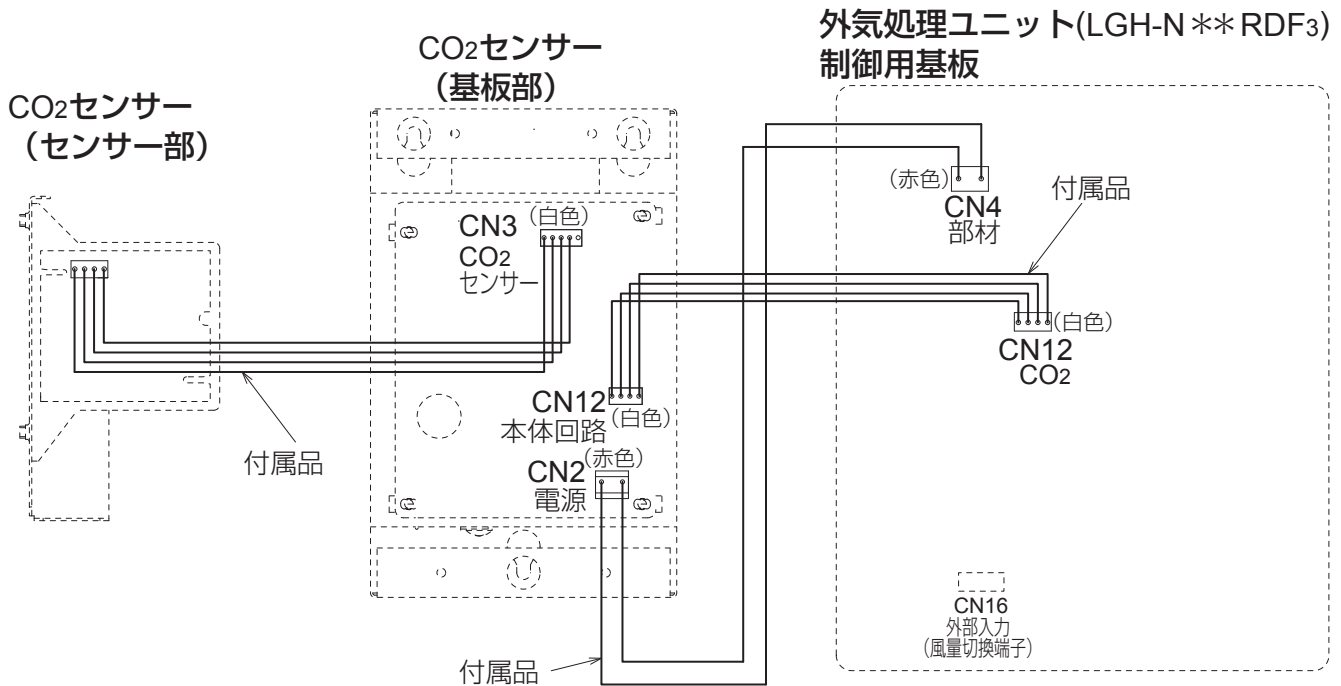 外気処理ユニット(LGH-N＊＊RDF3)
制御用基板
CO2センサー
（基板部）
CO2センサー
（センサー部）
(赤色)
CN4
部材
付属品
CN3
(白色)
CO2
センサー
(白色)
CN12
CO2
CN12
(白色)
本体回路
(赤色)
CN2
電源
付属品
CN16
外部入力
(風量切換端子)
付属品